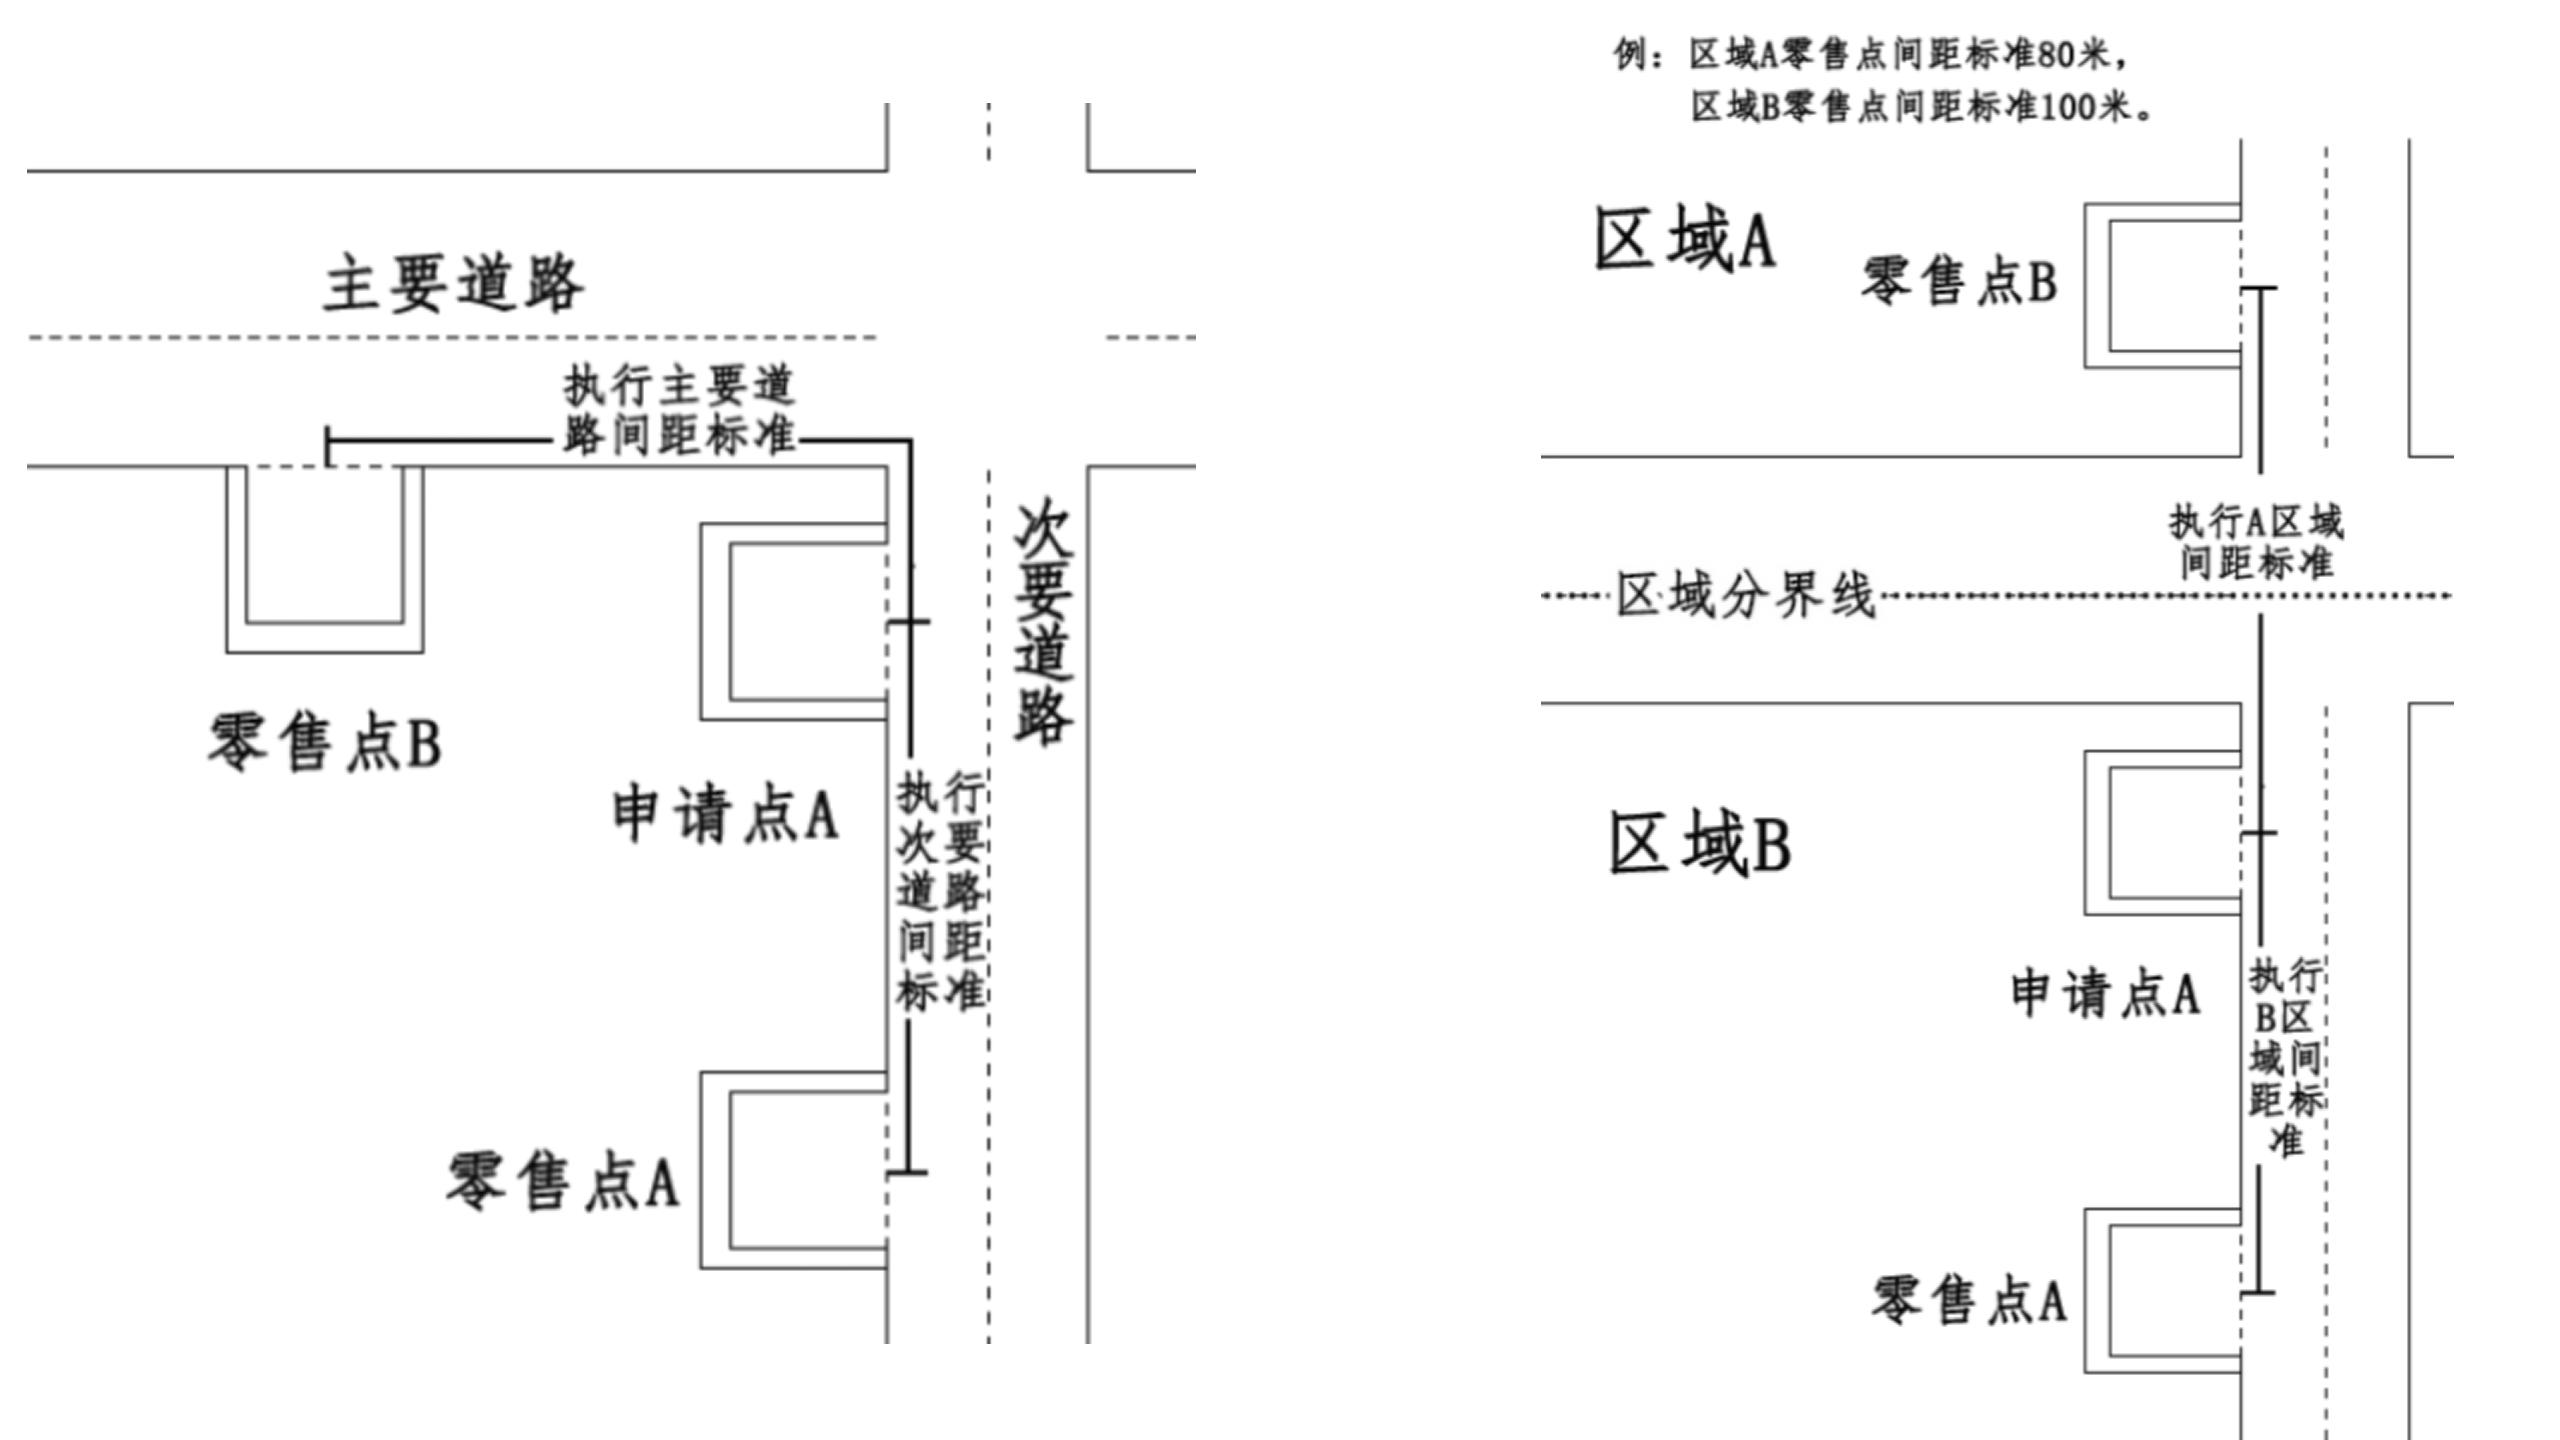 主要道路
执行主要道
路间距标准
次要道路
零售点B
申请点A
执行
次要
道路
间距
标准
零售点A
例：区域A零售点间距标准80米，
区域B零售点间距标准100米。
区域A
零售点B
执行A区域
间距标准
区域分界线
区域B
申请点A
执行
B区
域间
距标
准
零售点A